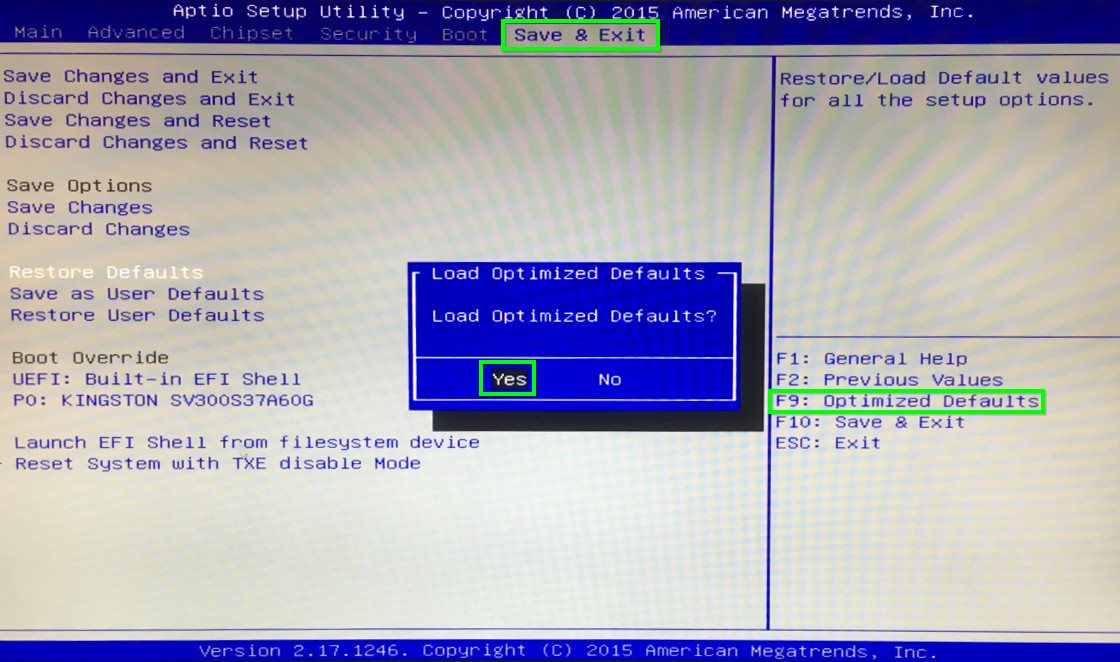 Aptio Setup Utility - Copyright (C) 2015 American Megatrends, Inc.
Main Advanced Chipset Security Boot Save & Exit
Save Changes and Exit
Discard Changes and Exit
Save Changes and Reset
Discard Changes and Reset
Save Options
Save Changes
Discard Changes
Restore Defaults
Save as User Defaults
Restore User Defaults
Boot Override
UEFI: Built-in EFI Shell
P0: KINGSTON SV300S37A60G
Launch EFI Shell from filesystem device
Reset System with TXE disable Mode
Load Optimized Defaults
Load Optimized Defaults?
Yes No
Restore/Load Default values
for all the setup options.
F1: General Help
F2: Previous Values
F9: Optimized Defaults
F10: Save & Exit
ESC: Exit
Version 2.17.1246. Copyright (C) 2015 American Megatrends, Inc.